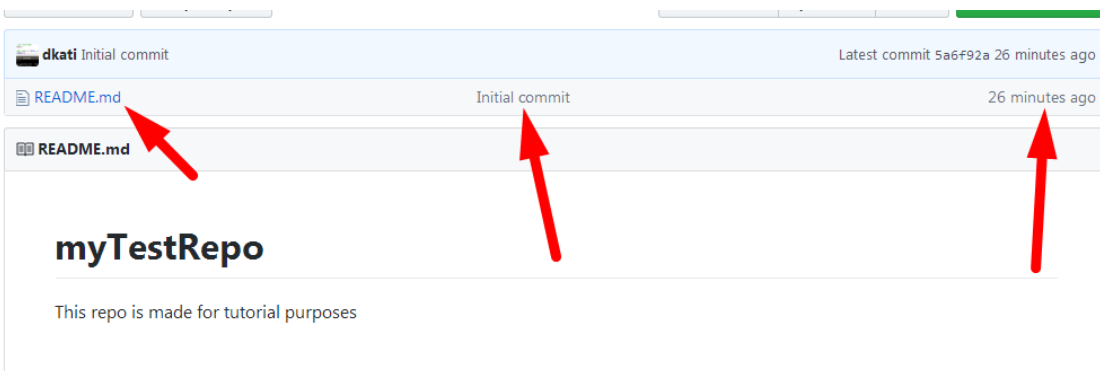 dkati Initial commit Latest commit 5a6f92a 26 minutes ago
README.md Initial commit 26 minutes ago
README.md
myTestRepo
This repo is made for tutorial purposes